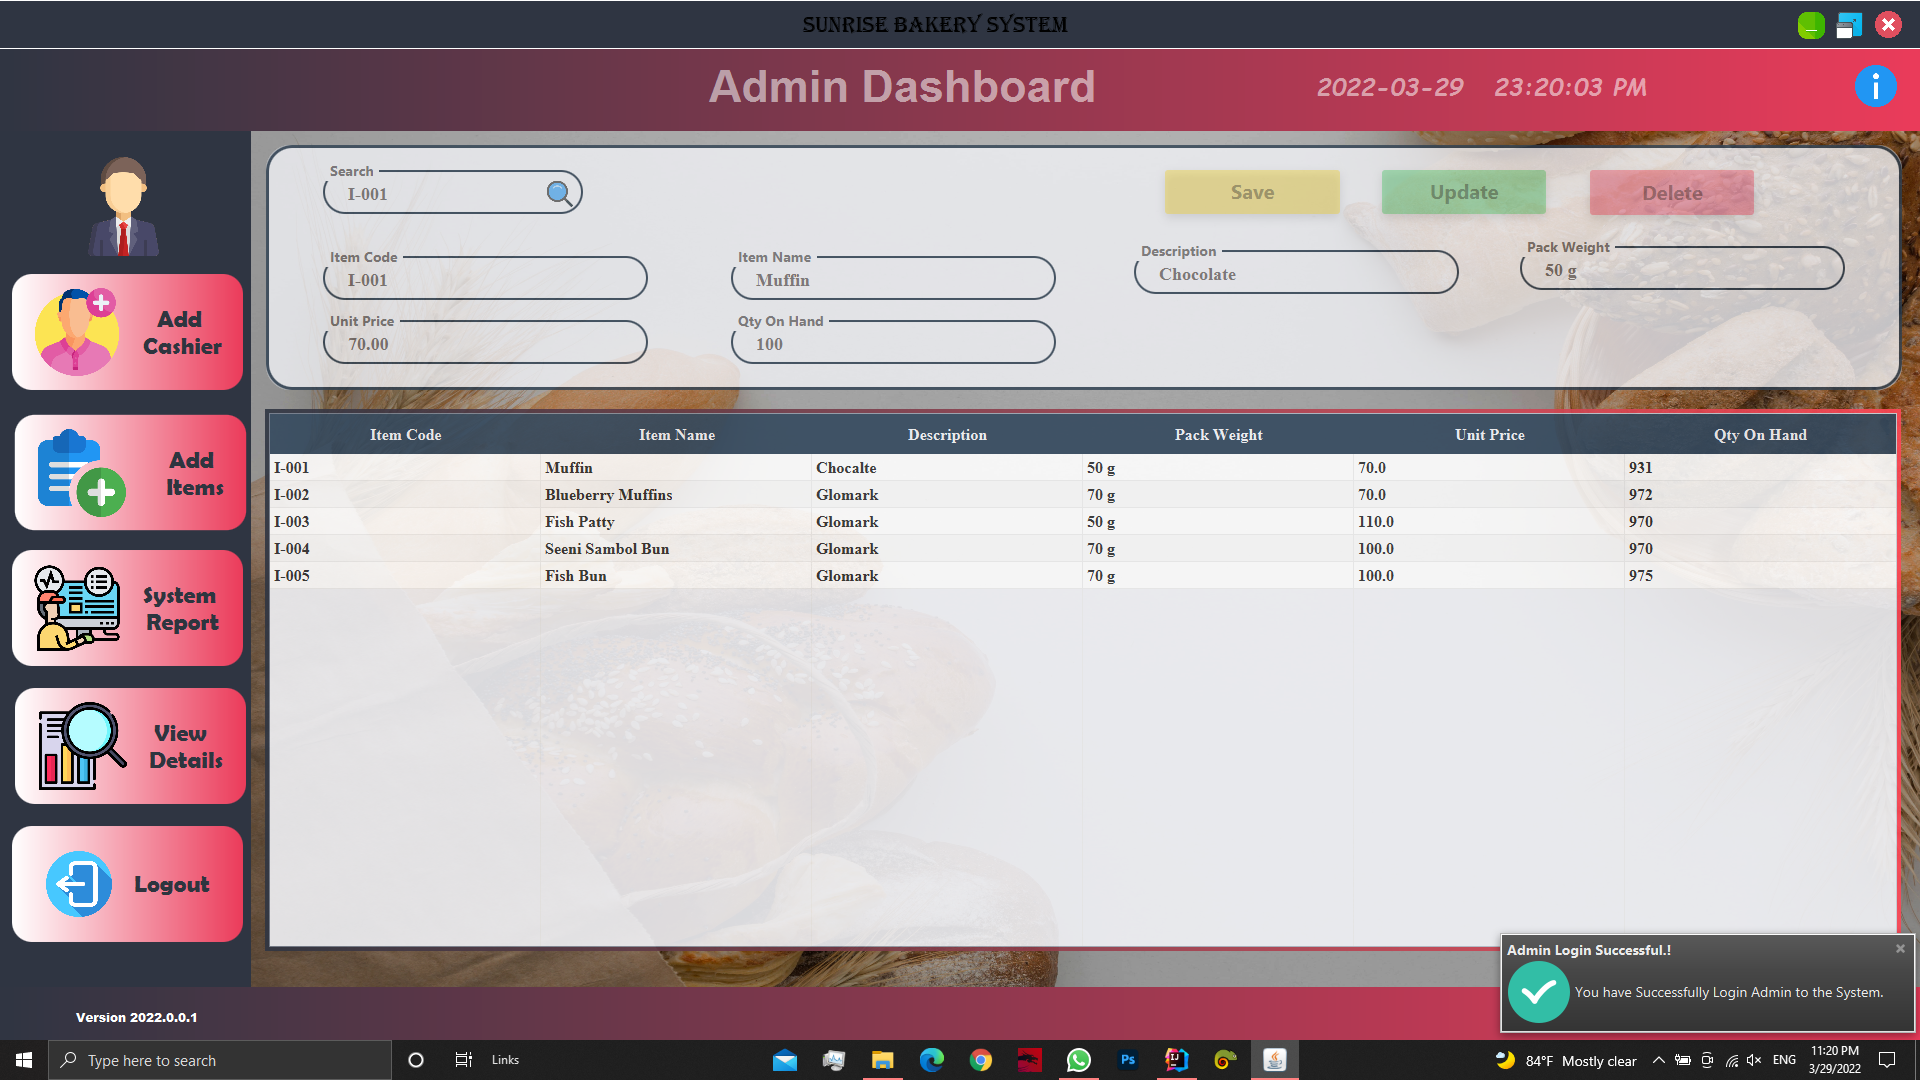 SUNRISE BAKERY SYSTEM
Admin Dashboard 2022-03-29 23:20:03 PM
Search
I-001
Save Update Delete
Item Code Item Name Description Pack Weight
I-001 Muffin Chocolate 50 g
Unit Price Qty On Hand
70.00 100
Add
Cashier
Add
Items
System
Report
View
Details
Logout
Item Code Item Name Description Pack Weight Unit Price Qty On Hand
I-001 Muffin Chocalte 50 g 70.0 931
I-002 Blueberry Muffins Glomark 70 g 70.0 972
I-003 Fish Patty Glomark 50 g 110.0 970
I-004 Seeni Sambol Bun Glomark 70 g 100.0 970
I-005 Fish Bun Glomark 70 g 100.0 975
Admin Login Successful.!
You have Successfully Login Admin to the System.
Version 2022.0.0.1
Type here to search Links Ps 84°F Mostly clear ENG 11:20 PM
3/29/2022